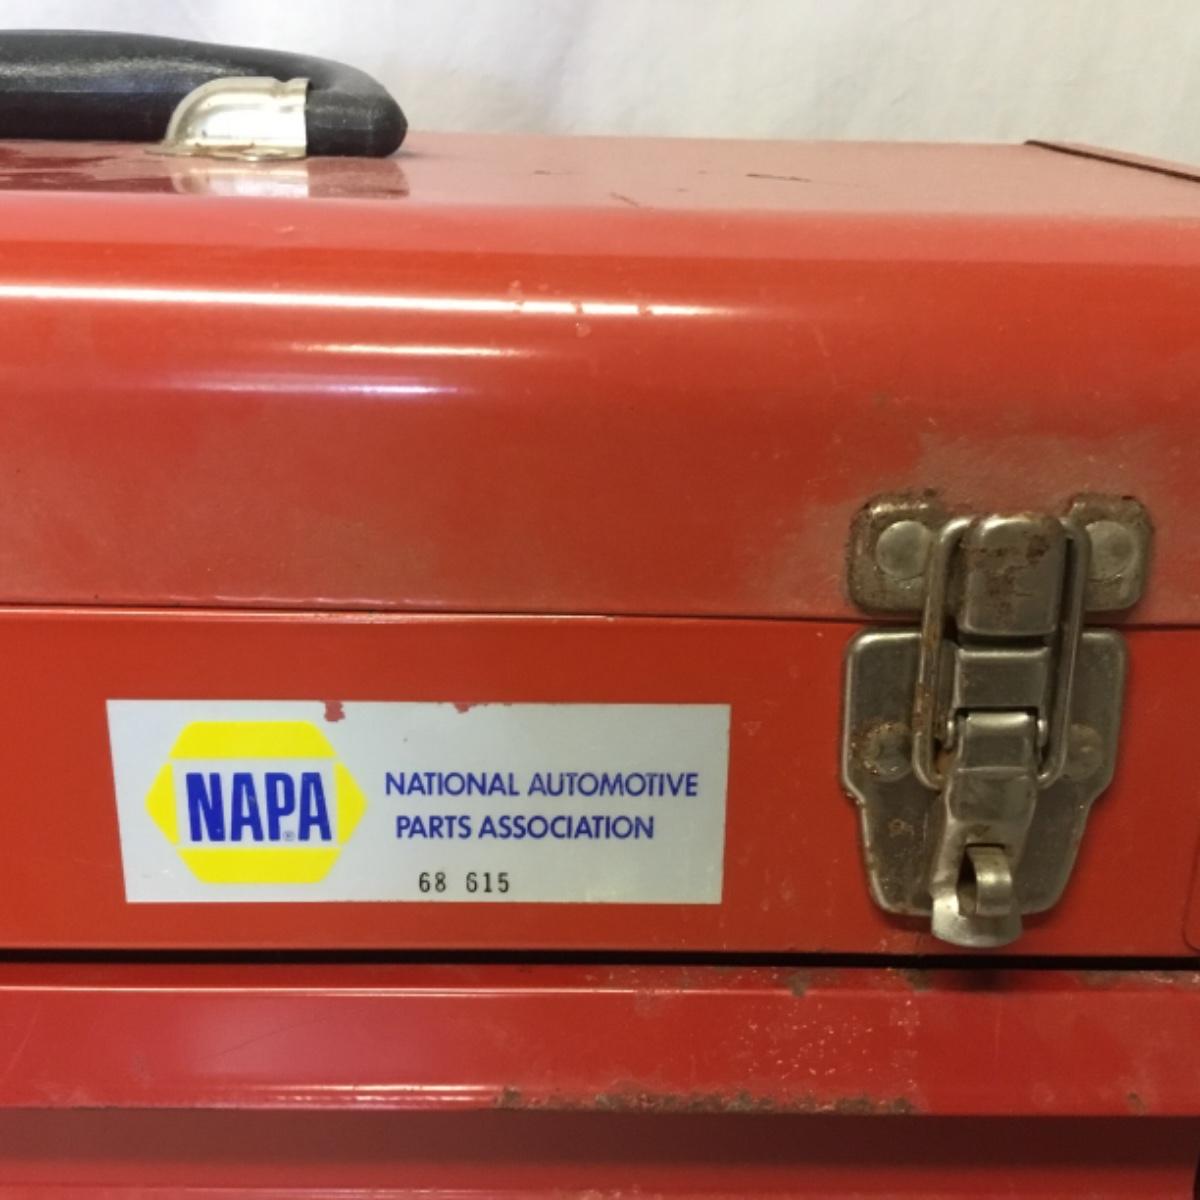 NAPA®
NATIONAL AUTOMOTIVE
PARTS ASSOCIATION
68 615